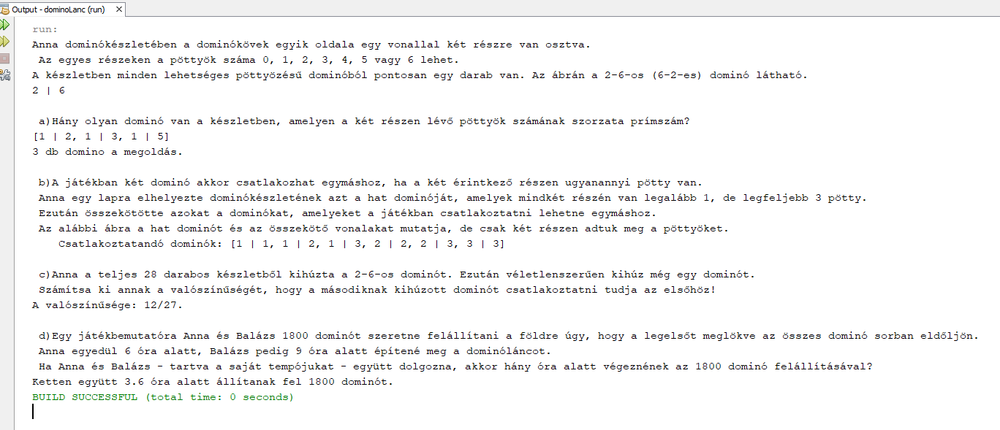 Output - dominoLanc (run)
run:
Anna dominókészletében a dominókövek egyik oldala egy vonallal két részre van osztva.
Az egyes részeken a pöttyök száma 0, 1, 2, 3, 4, 5 vagy 6 lehet.
A készletben minden lehetséges pöttyözésű dominóból pontosan egy darab van. Az ábrán a 2-6-os (6-2-es) dominó látható.
2 | 6
a)Hány olyan dominó van a készletben, amelyen a két részen lévő pöttyök számának szorzata prímszám?
[1 | 2, 1 | 3, 1 | 5]
3 db domino a megoldás.
b)A játékban két dominó akkor csatlakozhat egymáshoz, ha a két érintkező részen ugyanannyi pötty van.
Anna egy lapra elhelyezte dominókészletének azt a hat dominóját, amelyek mindkét részén van legalább 1, de legfeljebb 3 pötty.
Ezután összekötötte azokat a dominókat, amelyeket a játékban csatlakoztatni lehetne egymáshoz.
Az alábbi ábra a hat dominót és az összekötő vonalakat mutatja, de csak két részen adtuk meg a pöttyöket.
Csatlakoztatandó dominók: [1 | 1, 1 | 2, 1 | 3, 2 | 2, 2 | 3, 3 | 3]
c)Anna a teljes 28 darabos készletből kihúzta a 2-6-os dominót. Ezután véletlenszerűen kihúz még egy dominót.
Számítsa ki annak a valószínűségét, hogy a másodiknak kihúzott dominót csatlakoztatni tudja az elsőhöz!
A valószínűsége: 12/27.
d)Egy játékbemutatóra Anna és Balázs 1800 dominót szeretne felállítani a földre úgy, hogy a legelsőt meglökve az összes dominó sorban eldőljön.
Anna egyedül 6 óra alatt, Balázs pedig 9 óra alatt építené meg a dominóláncot.
Ha Anna és Balázs - tartva a saját tempójukat - együtt dolgozna, akkor hány óra alatt végeznének az 1800 dominó felállításával?
Ketten együtt 3.6 óra alatt állítanak fel 1800 dominót.
BUILD SUCCESSFUL (total time: 0 seconds)